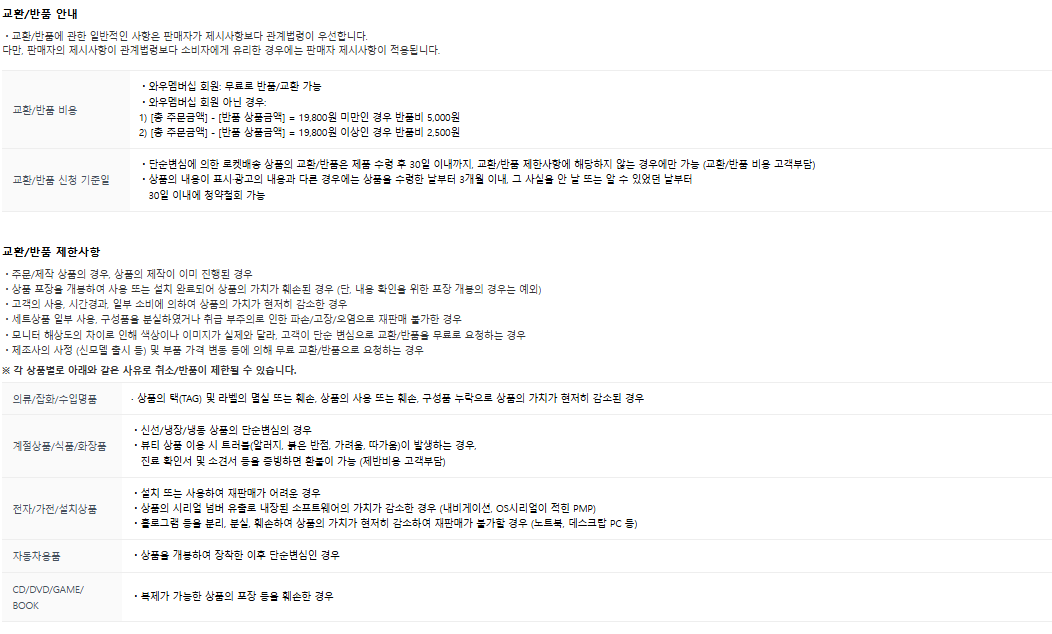 교환/반품 안내
・교환/반품에 관한 일반적인 사항은 판매자가 제시사항보다 관계법령이 우선합니다.
다만, 판매자의 제시사항이 관계법령보다 소비자에게 유리한 경우에는 판매자 제시사항이 적용됩니다.
교환/반품 비용
・와우멤버십 회원: 무료로 반품/교환 가능
・와우멤버십 회원 아닌 경우:
1) [총 주문금액] - [반품 상품금액] = 19,800원 미만인 경우 반품비 5,000원
2) [총 주문금액] - [반품 상품금액] = 19,800원 이상인 경우 반품비 2,500원
교환/반품 신청 기준일
・단순변심에 의한 로켓배송 상품의 교환/반품은 제품 수령 후 30일 이내까지, 교환/반품 제한사항에 해당하지 않는 경우에만 가능 (교환/반품 비용 고객부담)
・상품의 내용이 표시·광고의 내용과 다른 경우에는 상품을 수령한 날부터 3개월 이내, 그 사실을 안 날 또는 알 수 있었던 날부터
30일 이내에 청약철회 가능
교환/반품 제한사항
・주문/제작 상품의 경우, 상품의 제작이 이미 진행된 경우
・상품 포장을 개봉하여 사용 또는 설치 완료되어 상품의 가치가 훼손된 경우 (단, 내용 확인을 위한 포장 개봉의 경우는 예외)
・고객의 사용, 시간경과, 일부 소비에 의하여 상품의 가치가 현저히 감소한 경우
・세트상품 일부 사용, 구성품을 분실하였거나 취급 부주의로 인한 파손/고장/오염으로 재판매 불가한 경우
・모니터 해상도의 차이로 인해 색상이나 이미지가 실제와 달라, 고객이 단순 변심으로 교환/반품을 무료로 요청하는 경우
・제조사의 사정 (신모델 출시 등) 및 부품 가격 변동 등에 의해 무료 교환/반품으로 요청하는 경우
※ 각 상품별로 아래와 같은 사유로 취소/반품이 제한될 수 있습니다.
의류/잡화/수입명품
・상품의 택(TAG) 및 라벨의 멸실 또는 훼손, 상품의 사용 또는 훼손, 구성품 누락으로 상품의 가치가 현저히 감소된 경우
계절상품/식품/화장품
・신선/냉장/냉동 상품의 단순변심의 경우
・뷰티 상품 이용 시 트러블(알러지, 붉은 반점, 가려움, 따가움)이 발생하는 경우,
진료 확인서 및 소견서 등을 증빙하면 환불이 가능 (제반비용 고객부담)
전자/가전/설치상품
・설치 또는 사용하여 재판매가 어려운 경우
・상품의 시리얼 넘버 유출로 내장된 소프트웨어의 가치가 감소한 경우 (내비게이션, OS시리얼이 적힌 PMP)
・홀로그램 등을 분리, 분실, 훼손하여 상품의 가치가 현저히 감소하여 재판매가 불가할 경우 (노트북, 데스크탑 PC 등)
자동차용품
・상품을 개봉하여 장착한 이후 단순변심인 경우
CD/DVD/GAME/
BOOK
・복제가 가능한 상품의 포장 등을 훼손한 경우